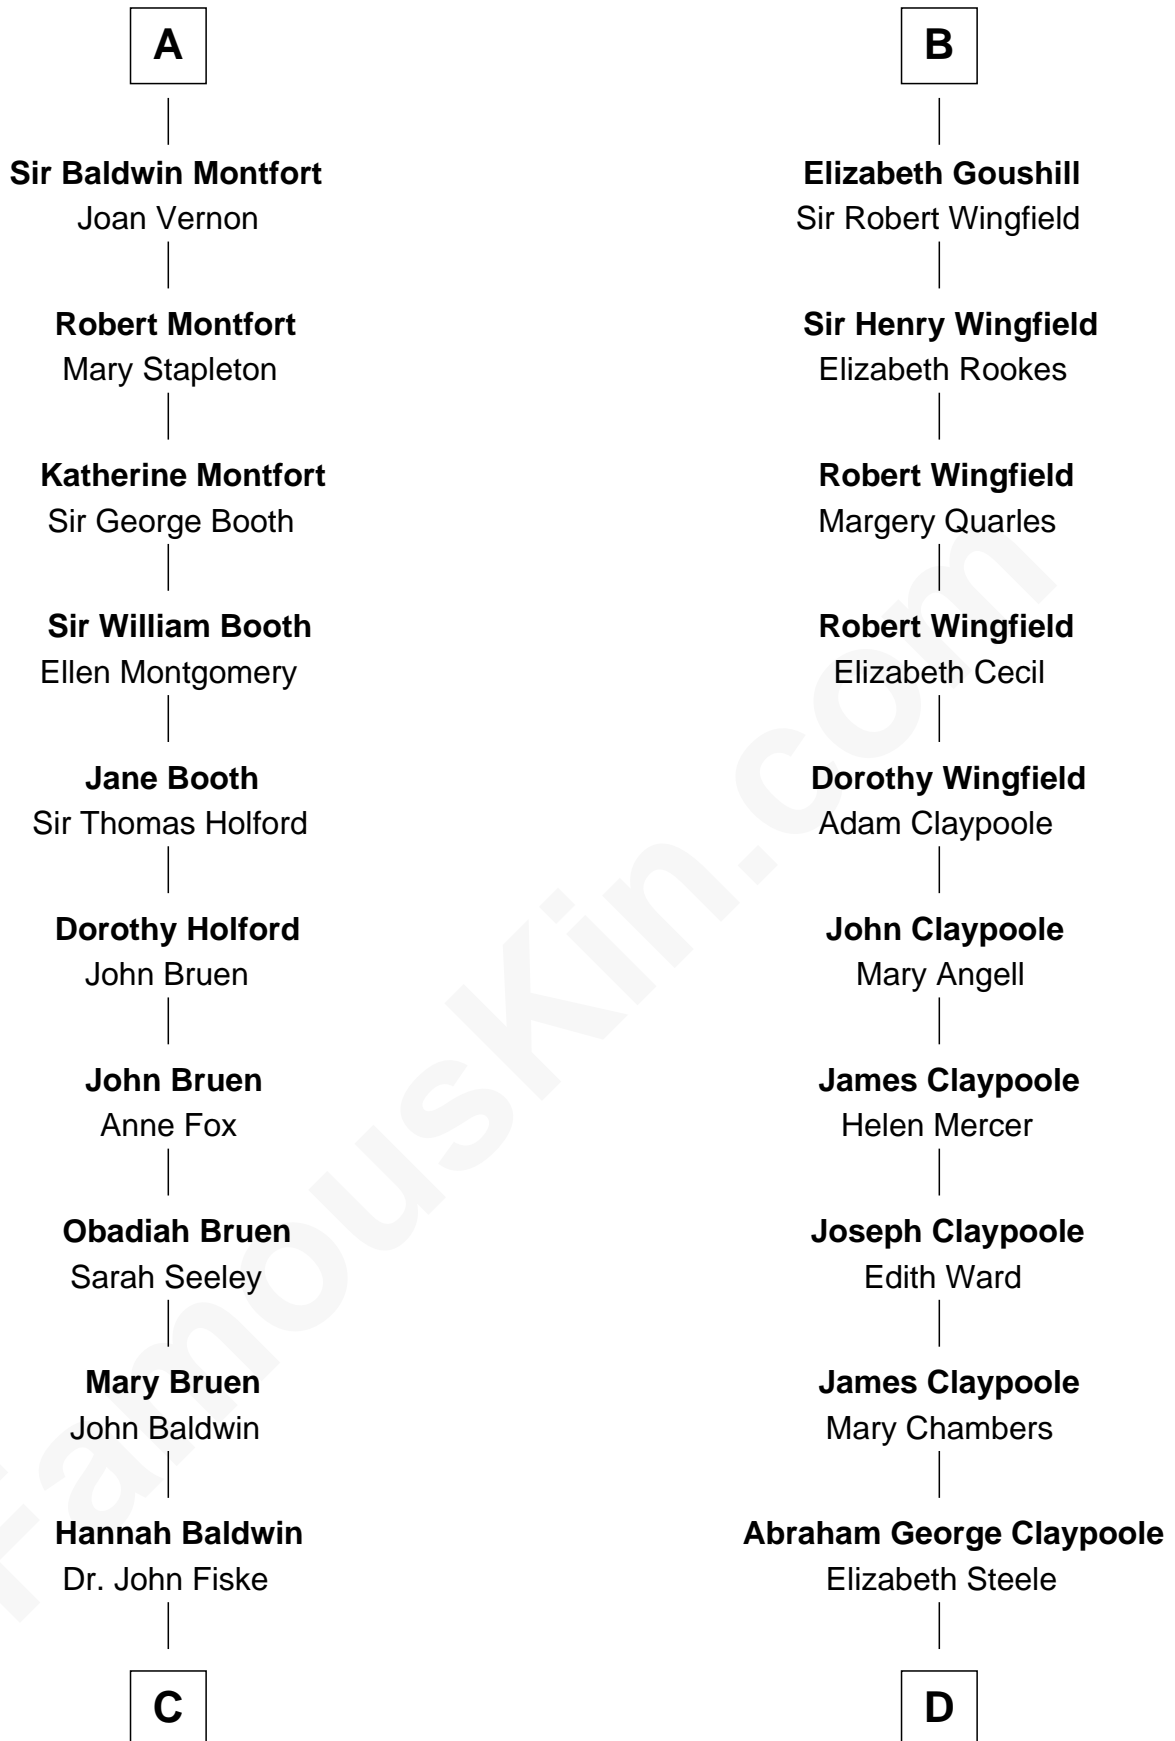 A
Sir Baldwin Montfort
Joan Vernon
Robert Montfort
Mary Stapleton
Katherine Montfort
Sir George Booth
Sir William Booth
Ellen Montgomery
Jane Booth
Sir Thomas Holford
Dorothy Holford
John Bruen
John Bruen
Anne Fox
Obadiah Bruen
Sarah Seeley
Mary Bruen
John Baldwin
Hannah Baldwin
Dr. John Fiske
C
B
Elizabeth Goushill
Sir Robert Wingfield
Sir Henry Wingfield
Elizabeth Rookes
Robert Wingfield
Margery Quarles
Robert Wingfield
Elizabeth Cecil
Dorothy Wingfield
Adam Claypoole
John Claypoole
Mary Angell
James Claypoole
Helen Mercer
Joseph Claypoole
Edith Ward
James Claypoole
Mary Chambers
Abraham George Claypoole
Elizabeth Steele
D
FamousKin.com